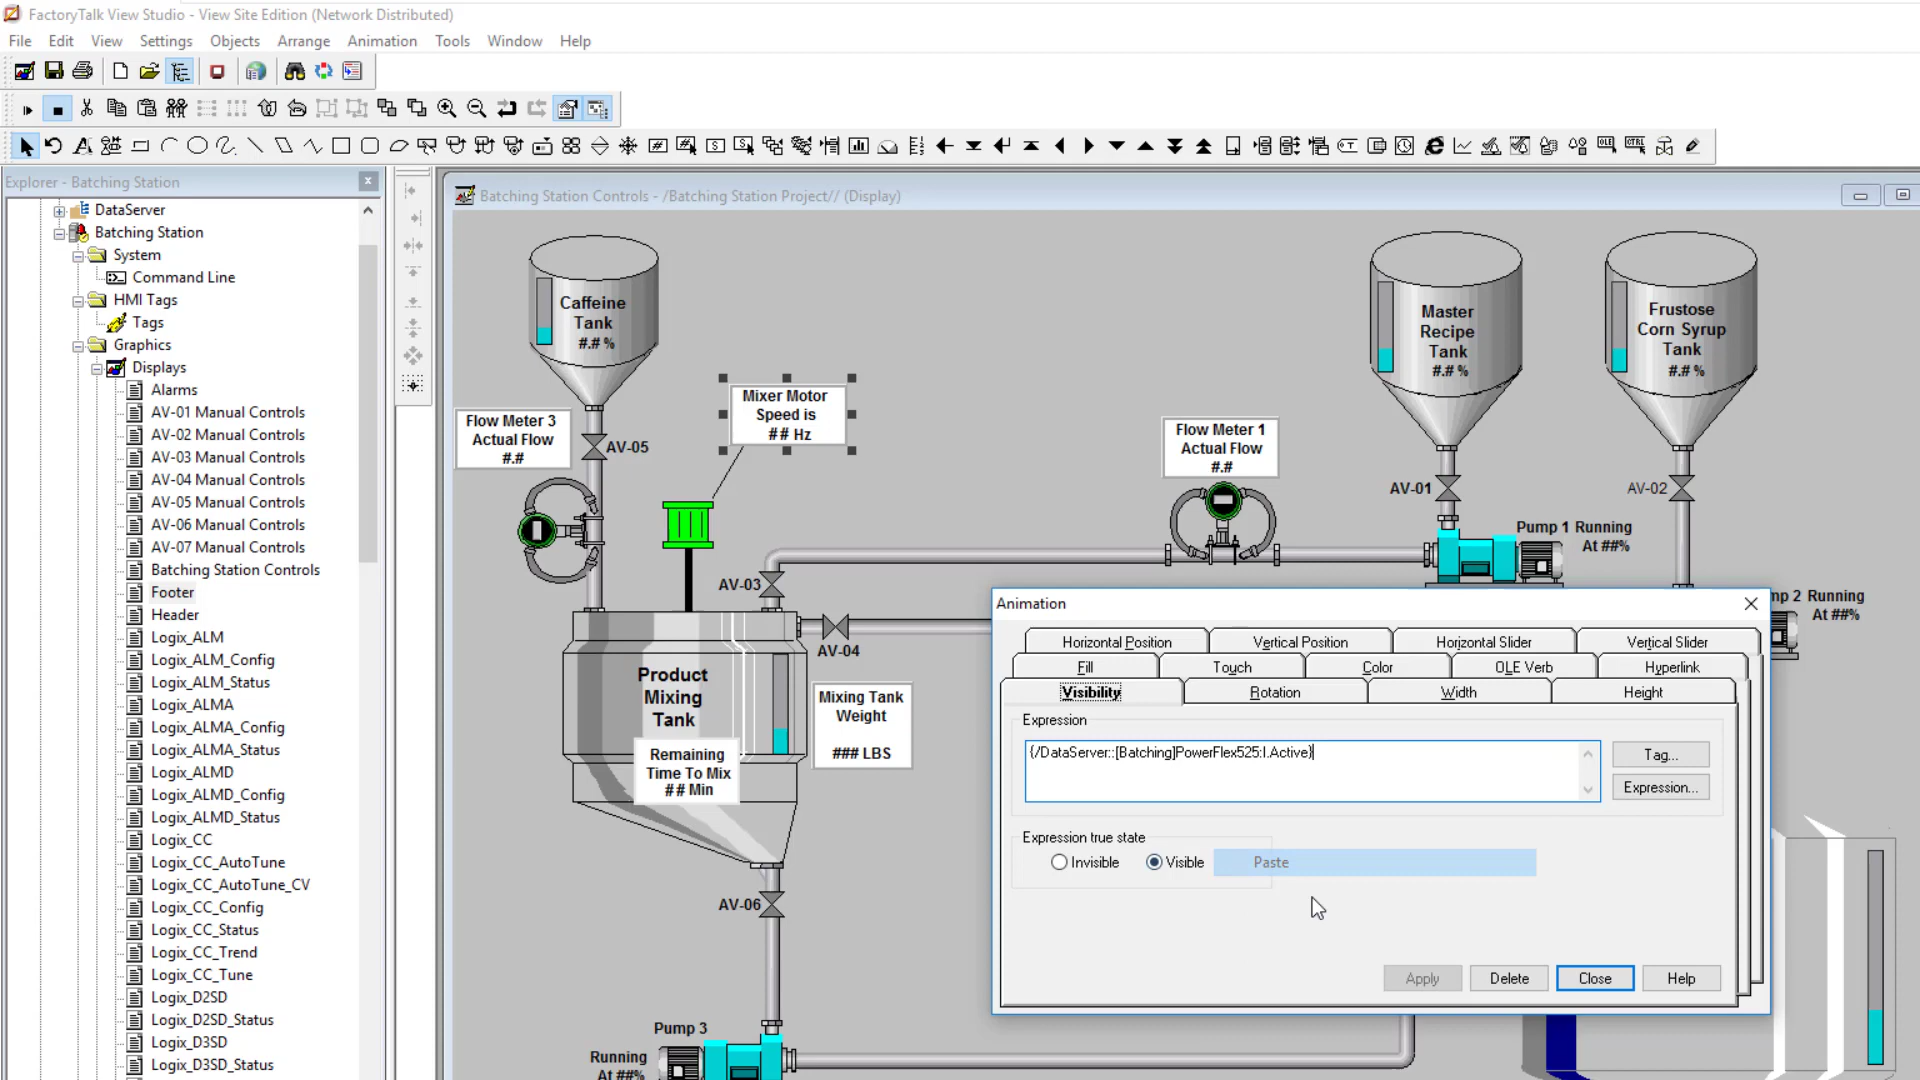 FactoryTalk View Studio - View Site Edition (Network Distributed)
File Edit View Settings Objects Arrange Animation Tools Window Help
Explorer - Batching Station
DataServer
Batching Station
System
Command Line
HMI Tags
Tags
Graphics
Displays
Alarms
AV-01 Manual Controls
AV-02 Manual Controls
AV-03 Manual Controls
AV-04 Manual Controls
AV-05 Manual Controls
AV-06 Manual Controls
AV-07 Manual Controls
Batching Station Controls
Footer
Header
Logix_ALM
Logix_ALM_Config
Logix_ALM_Status
Logix_ALMA
Logix_ALMA_Config
Logix_ALMA_Status
Logix_ALMD
Logix_ALMD_Config
Logix_ALMD_Status
Logix_CC
Logix_CC_AutoTune
Logix_CC_AutoTune_CV
Logix_CC_Config
Logix_CC_Status
Logix_CC_Trend
Logix_CC_Tune
Logix_D2SD
Logix_D2SD_Status
Logix_D3SD
Logix_D3SD_Status
Batching Station Controls - /Batching Station Project// (Display)
Caffeine
Tank
#.# %
Mixer Motor
Speed is
## Hz
Flow Meter 3
Actual Flow
#.#
AV-05
Flow Meter 1
Actual Flow
#.#
Master
Recipe
Tank
#.# %
Frustose
Corn Syrup
Tank
#.# %
AV-01
AV-02
Pump 1 Running
At ##%
mp 2 Running
At ##%
AV-03
AV-04
Product
Mixing
Tank
Remaining
Time To Mix
## Min
Mixing Tank
Weight
### LBS
AV-06
Pump 3
Running
At ##%
Animation
Horizontal Position Vertical Position Horizontal Slider Vertical Slider
Fill Touch Color OLE Verb Hyperlink
Visibility Rotation Width Height
Expression
{/DataServer::[Batching]PowerFlex525:I.Active}
Tag...
Expression...
Expression true state
Invisible Visible Paste
Apply Delete Close Help